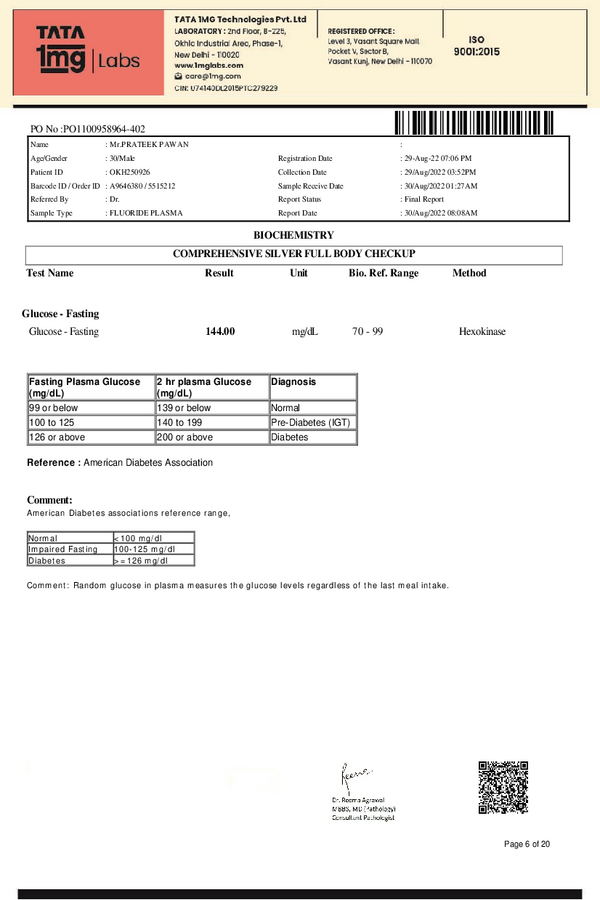 TATA
1mg Labs
TATA 1MG Technologies Pvt. Ltd
LABORATORY : 2nd Floor, B-225,
Okhla Industrial Area, Phase-1,
New Delhi - 110020
www.1mglabs.com
care@1mg.com
CIN: U74140DL2015PTC279229
REGISTERED OFFICE :
Level 3, Vasant Square Mall,
Pocket V, Sector B,
Vasant Kunj, New Delhi - 110070
ISO
9001:2015
PO No :PO1100958964-402
Name : Mr.PRATEEK PAWAN :
Age/Gender : 30/Male Registration Date : 29-Aug-22 07:06 PM
Patient ID : OKH250926 Collection Date : 29/Aug/2022 03:52PM
Barcode ID / Order ID : A9646380 / 5515212 Sample Receive Date : 30/Aug/2022 01:27AM
Referred By : Dr. Report Status : Final Report
Sample Type : FLUORIDE PLASMA Report Date : 30/Aug/2022 08:08AM
BIOCHEMISTRY
COMPREHENSIVE SILVER FULL BODY CHECKUP
Test Name Result Unit Bio. Ref. Range Method
Glucose - Fasting
Glucose - Fasting 144.00 mg/dL 70 - 99 Hexokinase
Fasting Plasma Glucose (mg/dL) 2 hr plasma Glucose (mg/dL) Diagnosis
99 or below 139 or below Normal
100 to 125 140 to 199 Pre-Diabetes (IGT)
126 or above 200 or above Diabetes
Reference : American Diabetes Association
Comment:
American Diabetes associations reference range,
Normal < 100 mg/dl
Impaired Fasting 100-125 mg/dl
Diabetes >= 126 mg/dl
Comment: Random glucose in plasma measures the glucose levels regardless of the last meal intake.
Reema
Dr. Reema Agrawal
MBBS, MD (Pathology)
Consultant Pathologist
Page 6 of 20